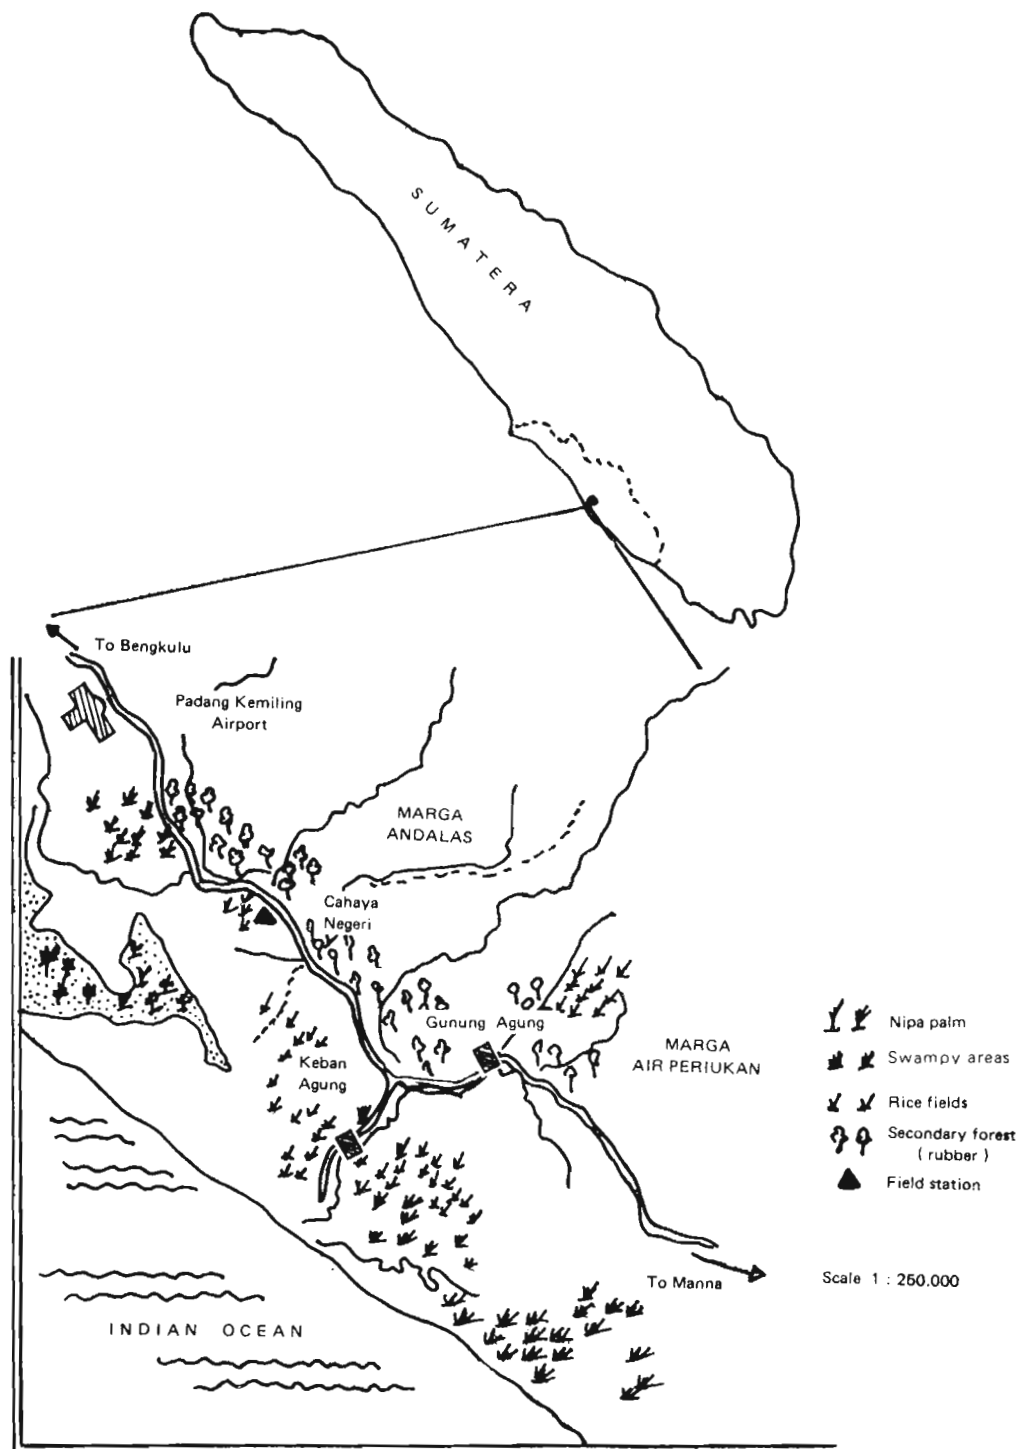 SUMATERA
To Bengkulu
Padang Kemiling
Airport
MARGA
ANDALAS
Cahaya
Negeri
Gunung Agung
Keban
Agung
MARGA
AIR PERIUKAN
Nipa palm
Swampy areas
Rice fields
Secondary forest
( rubber )
Field station
To Manna
Scale 1 : 250.000
INDIAN OCEAN